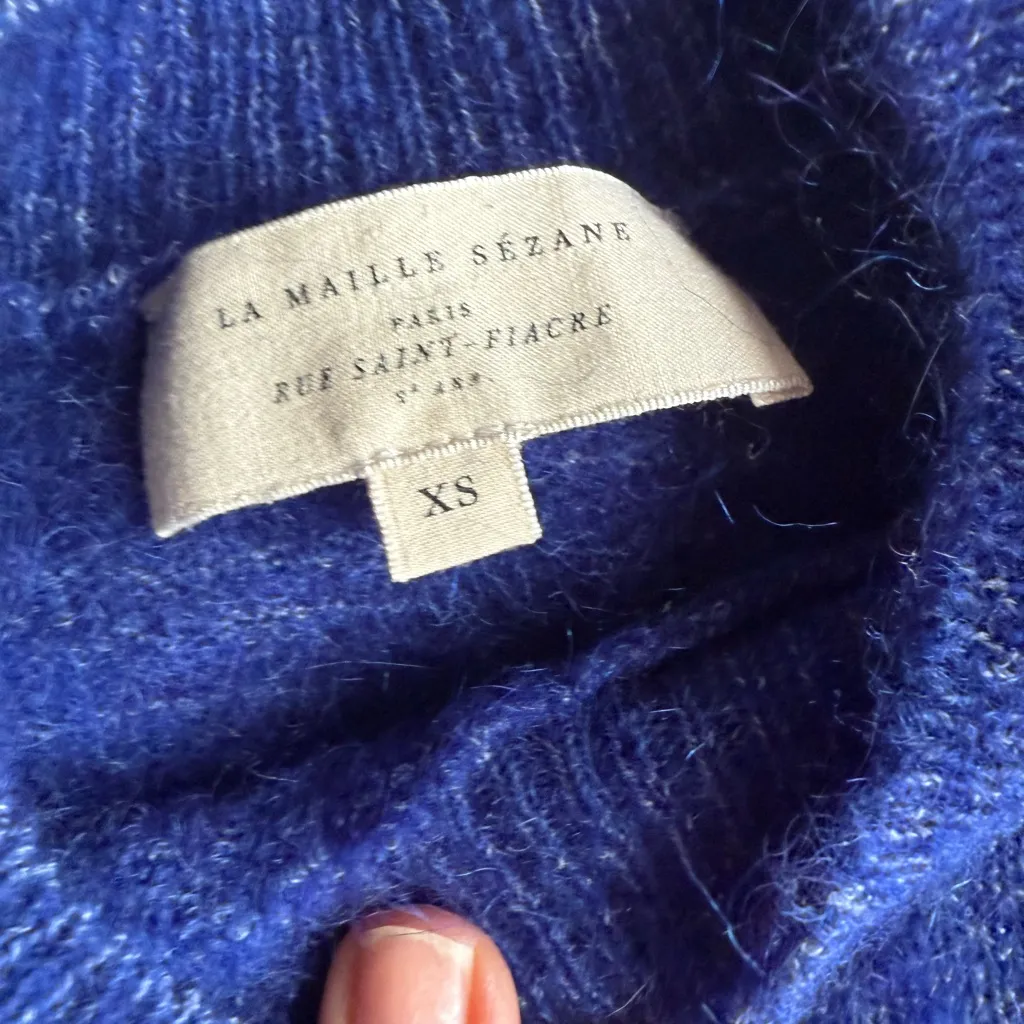 LA MAILLE SÉZANE
PARIS
RUE SAINT-FIACRE
XS